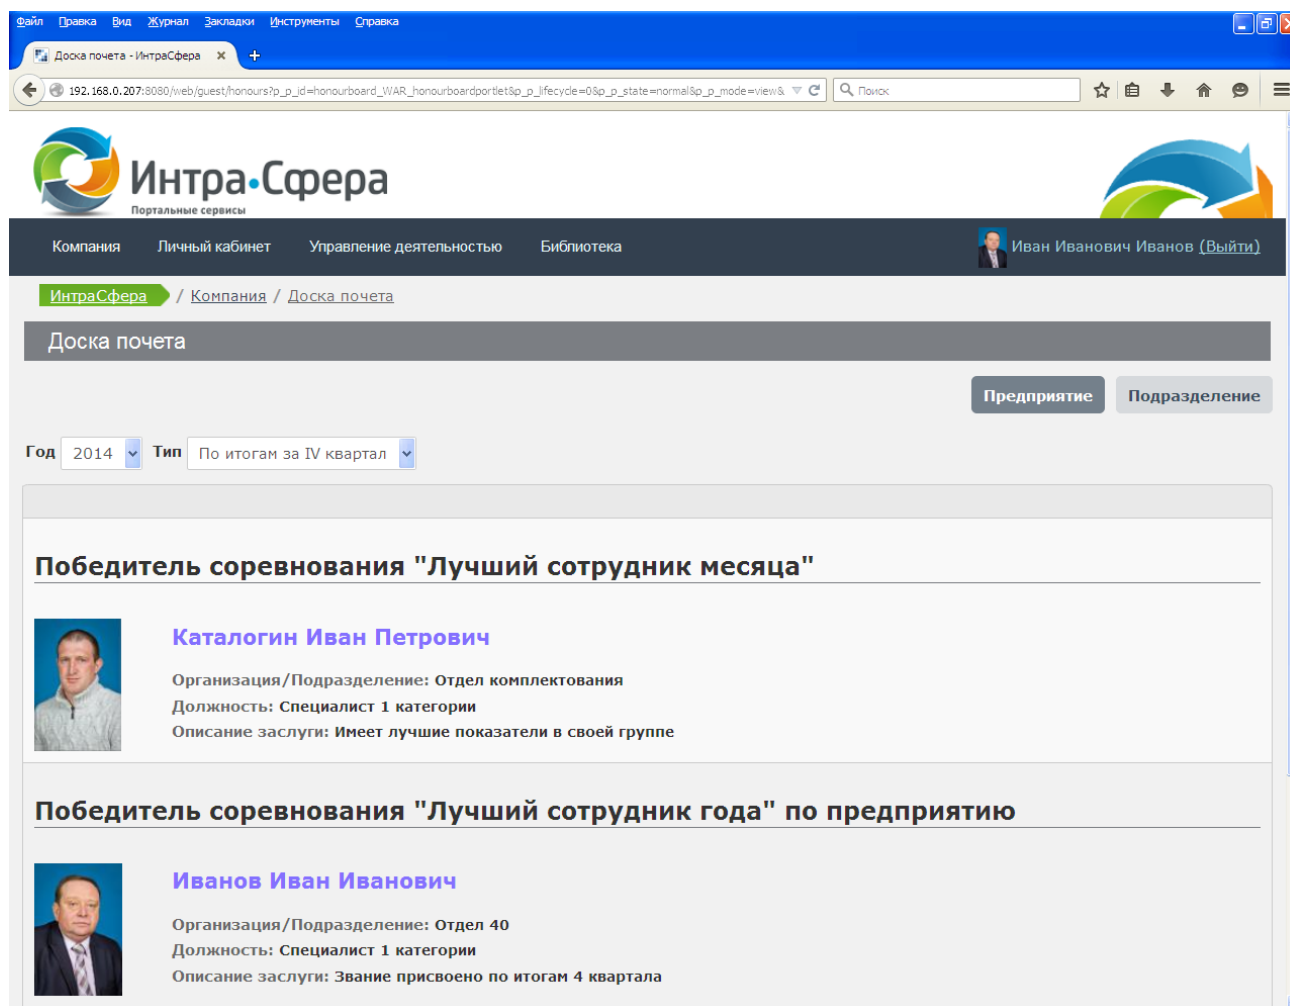 Файл Правка Вид Журнал Закладки Инструменты Справка
Доска почета - ИнтраСфера × +
192.168.0.207:8080/web/guest/honours?p_p_id=honourboard_WAR_honourboardportlet&p_p_lifecycle=0&p_p_state=normal&p_p_mode=view& Поиск
Интра•Сфера
Портальные сервисы
Компания Личный кабинет Управление деятельностью Библиотека Иван Иванович Иванов (Выйти)
ИнтраСфера / Компания / Доска почета
Доска почета
Предприятие Подразделение
Год 2014 Тип По итогам за IV квартал
Победитель соревнования "Лучший сотрудник месяца"
Каталогин Иван Петрович
Организация/Подразделение: Отдел комплектования
Должность: Специалист 1 категории
Описание заслуги: Имеет лучшие показатели в своей группе
Победитель соревнования "Лучший сотрудник года" по предприятию
Иванов Иван Иванович
Организация/Подразделение: Отдел 40
Должность: Специалист 1 категории
Описание заслуги: Звание присвоено по итогам 4 квартала